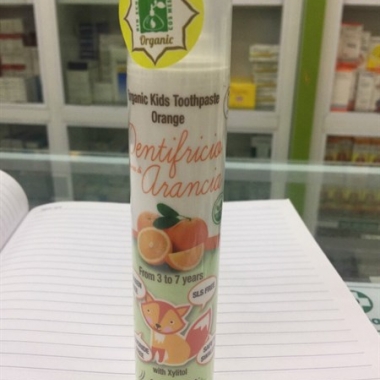 Organic
Organic Kids Toothpaste
Orange
Dentifricio
Arancia
From 3 to 7 years
SLS FREE
with Xylitol